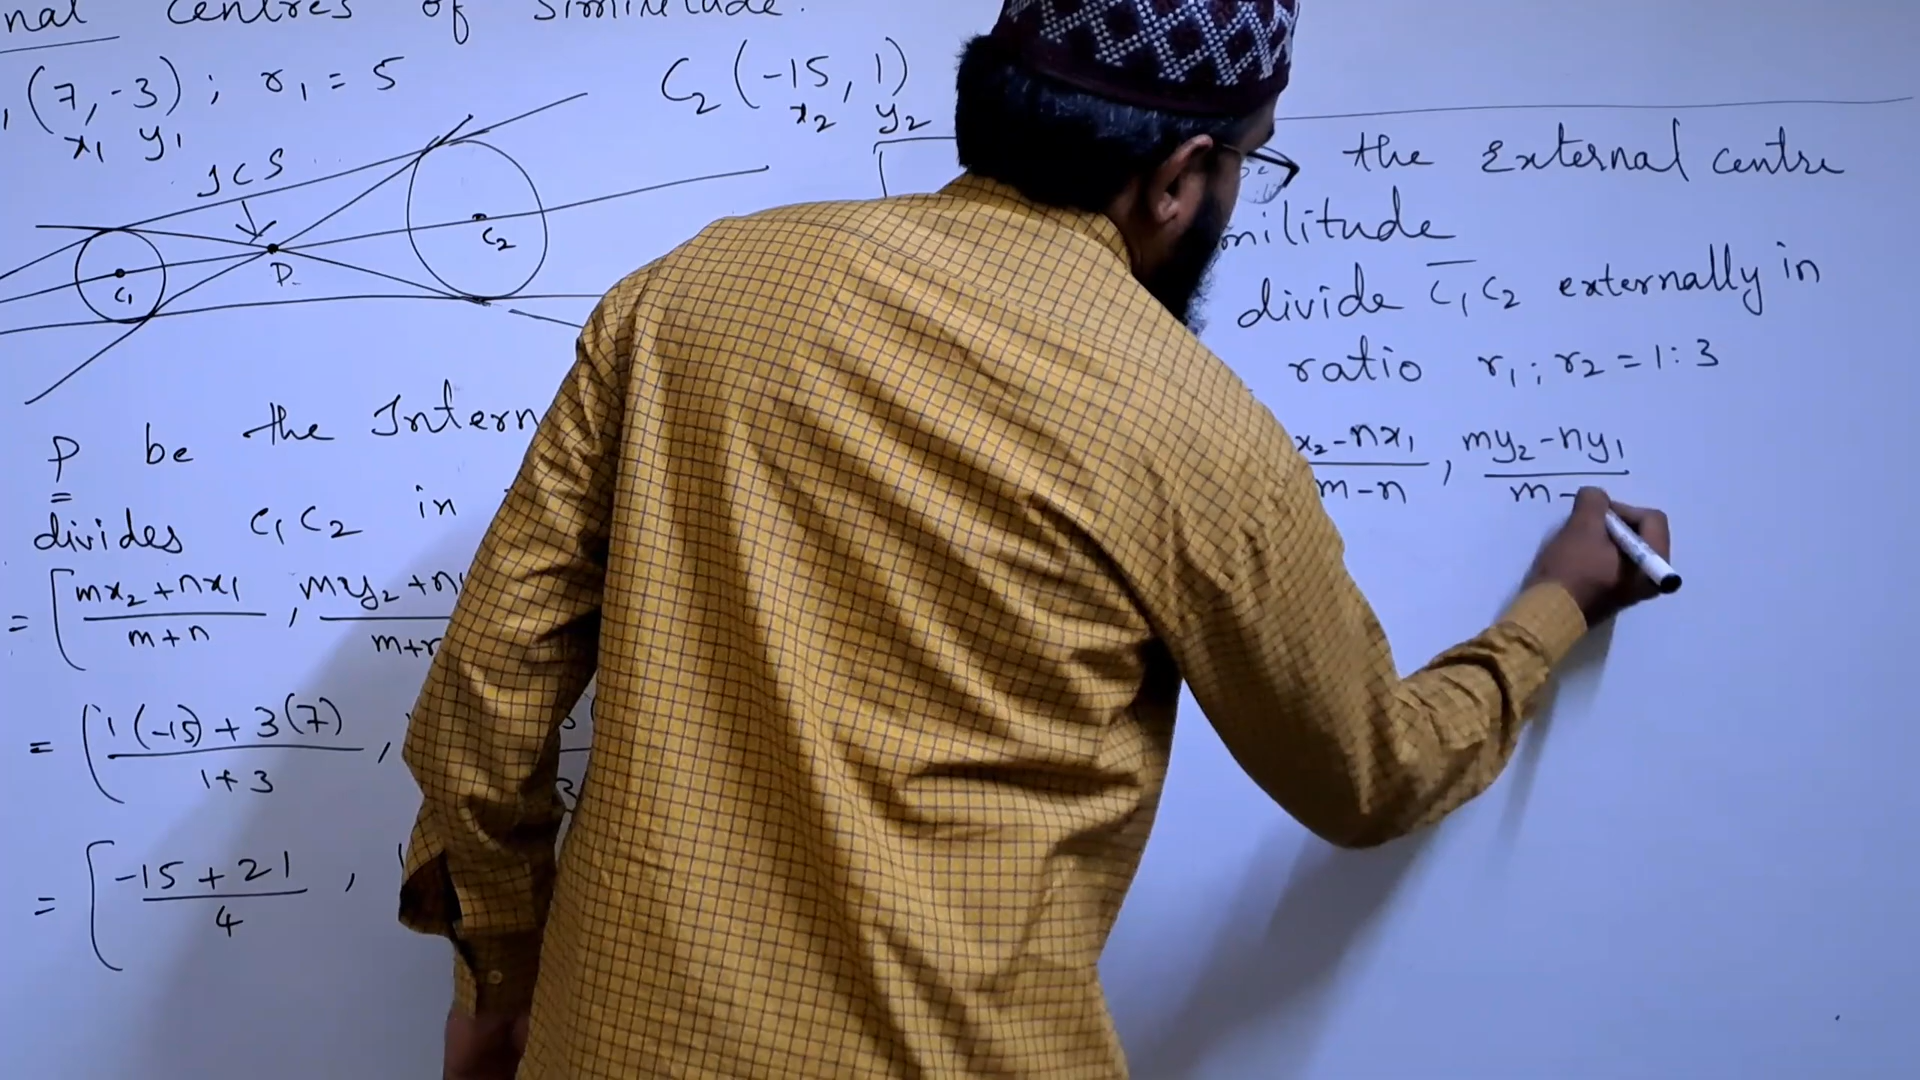 nal centres of similitude.
(7, -3) ; r₁ = 5
x₁ y₁
C₂ (-15, 1)
x₂ y₂
ICS
C₁
P
C₂
the External centre
militude
divide C₁C₂ externally in
ratio r₁ : r₂ = 1 : 3
x₂-nx₁ / m-n , my₂-ny₁ / m-
P be the Intern
divides C₁C₂ in
= [ mx₂+nx₁ / m+n , my₂+n / m+n
= ( 1(-15)+3(7) / 1+3 ,
= [ -15+21 / 4 ,